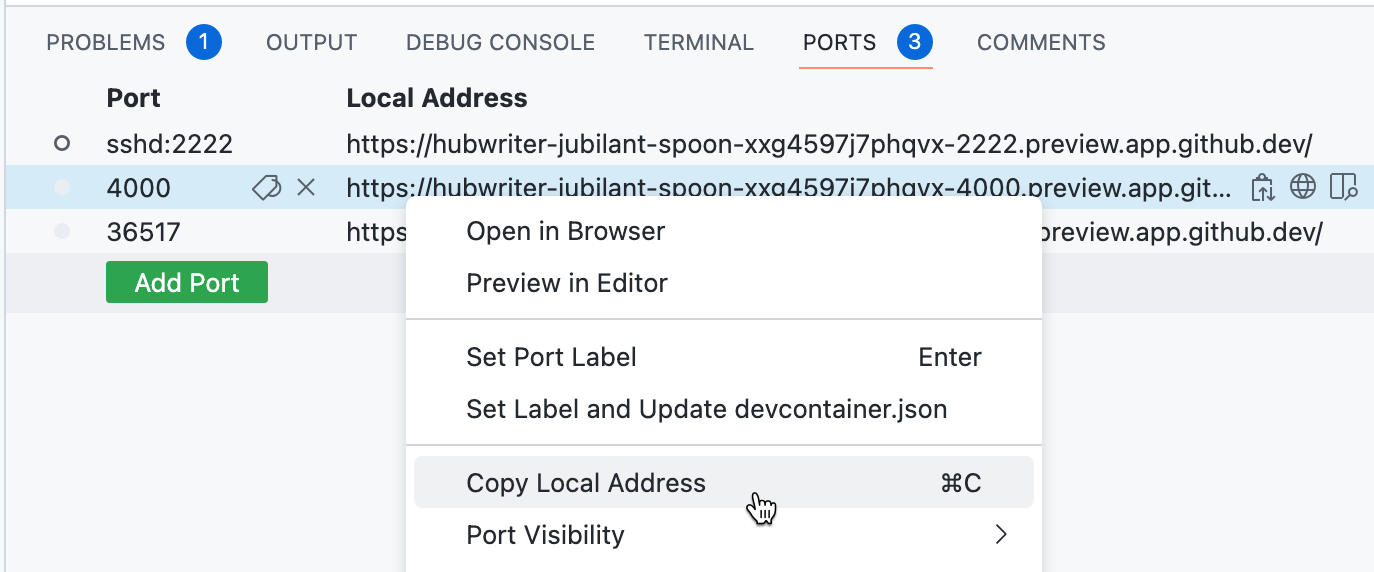 PROBLEMS 1 OUTPUT DEBUG CONSOLE TERMINAL PORTS 3 COMMENTS
Port Local Address
sshd:2222 https://hubwriter-jubilant-spoon-xxg4597j7phqvx-2222.preview.app.github.dev/
4000 https://hubwriter-jubilant-spoon-xxg4597j7phqvx-4000.preview.app.git...
36517 https preview.app.github.dev/
Add Port
Open in Browser
Preview in Editor
Set Port Label Enter
Set Label and Update devcontainer.json
Copy Local Address ⌘C
Port Visibility